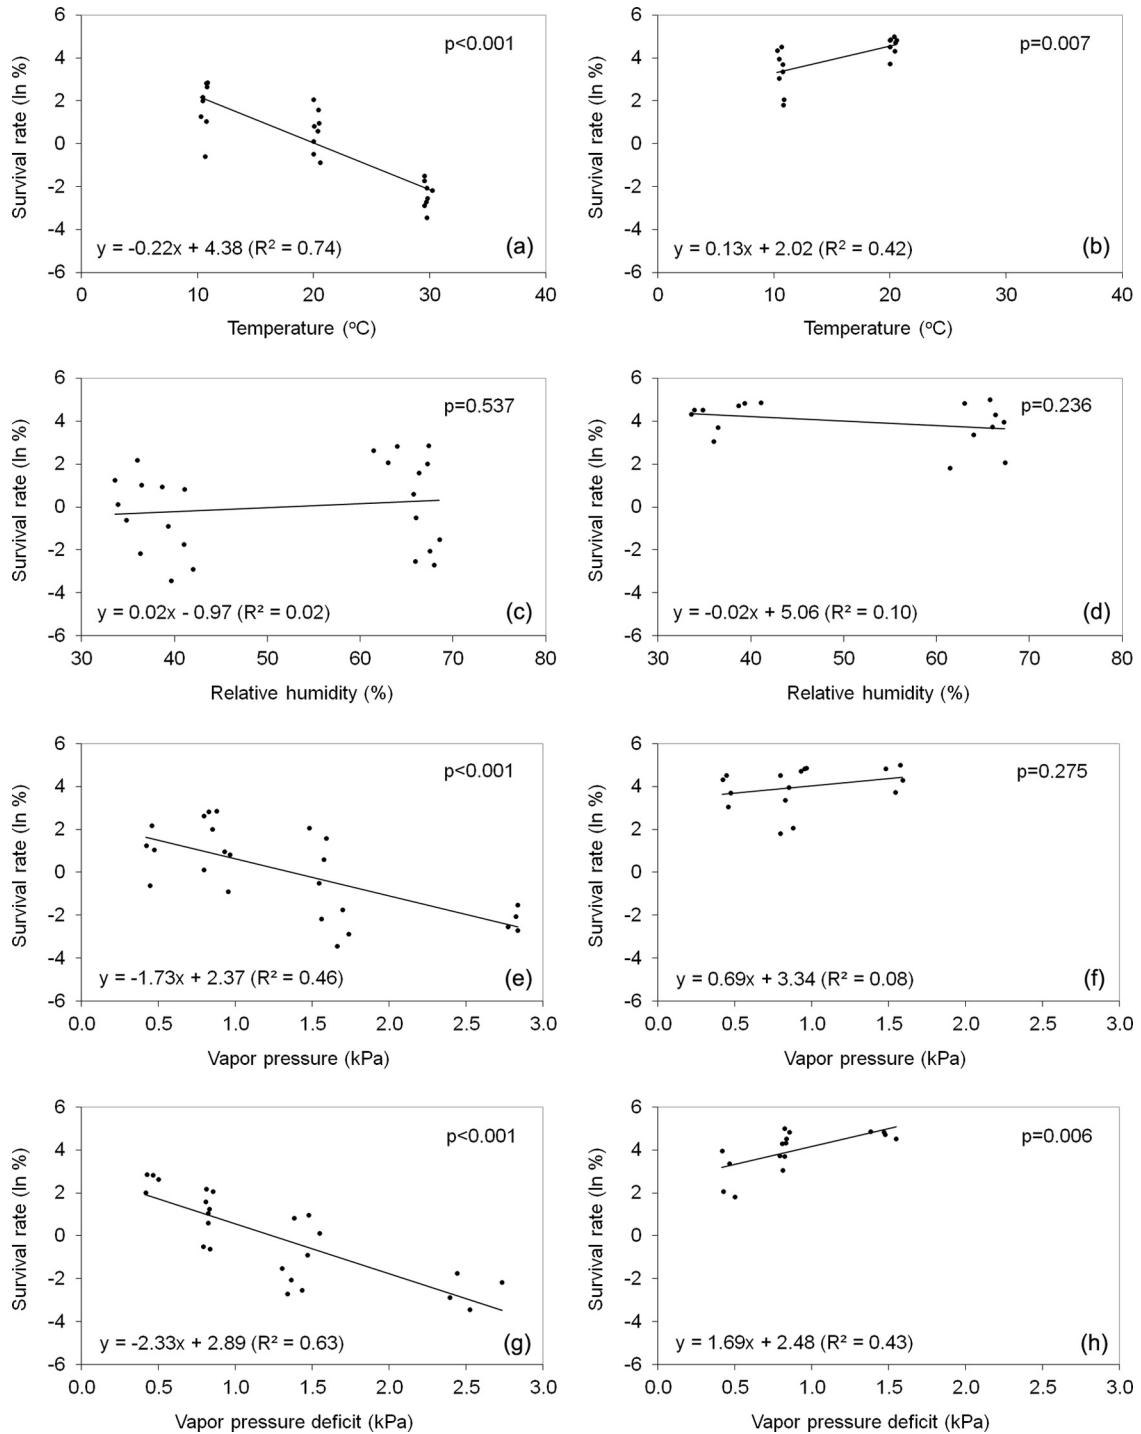 6
4
2
0
-2
-4
-6
Survival rate (ln %)
p<0.001
y = -0.22x + 4.38 (R² = 0.74)
(a)
0 10 20 30 40
Temperature (ºC)
6
4
2
0
-2
-4
-6
Survival rate (ln %)
p=0.007
y = 0.13x + 2.02 (R² = 0.42)
(b)
0 10 20 30 40
Temperature (ºC)
6
4
2
0
-2
-4
-6
Survival rate (ln %)
p=0.537
y = 0.02x - 0.97 (R² = 0.02)
(c)
30 40 50 60 70 80
Relative humidity (%)
6
4
2
0
-2
-4
-6
Survival rate (ln %)
p=0.236
y = -0.02x + 5.06 (R² = 0.10)
(d)
30 40 50 60 70 80
Relative humidity (%)
6
4
2
0
-2
-4
-6
Survival rate (ln %)
p<0.001
y = -1.73x + 2.37 (R² = 0.46)
(e)
0.0 0.5 1.0 1.5 2.0 2.5 3.0
Vapor pressure (kPa)
6
4
2
0
-2
-4
-6
Survival rate (ln %)
p=0.275
y = 0.69x + 3.34 (R² = 0.08)
(f)
0.0 0.5 1.0 1.5 2.0 2.5 3.0
Vapor pressure (kPa)
6
4
2
0
-2
-4
-6
Survival rate (ln %)
p<0.001
y = -2.33x + 2.89 (R² = 0.63)
(g)
0.0 0.5 1.0 1.5 2.0 2.5 3.0
Vapor pressure deficit (kPa)
6
4
2
0
-2
-4
-6
Survival rate (ln %)
p=0.006
y = 1.69x + 2.48 (R² = 0.43)
(h)
0.0 0.5 1.0 1.5 2.0 2.5 3.0
Vapor pressure deficit (kPa)